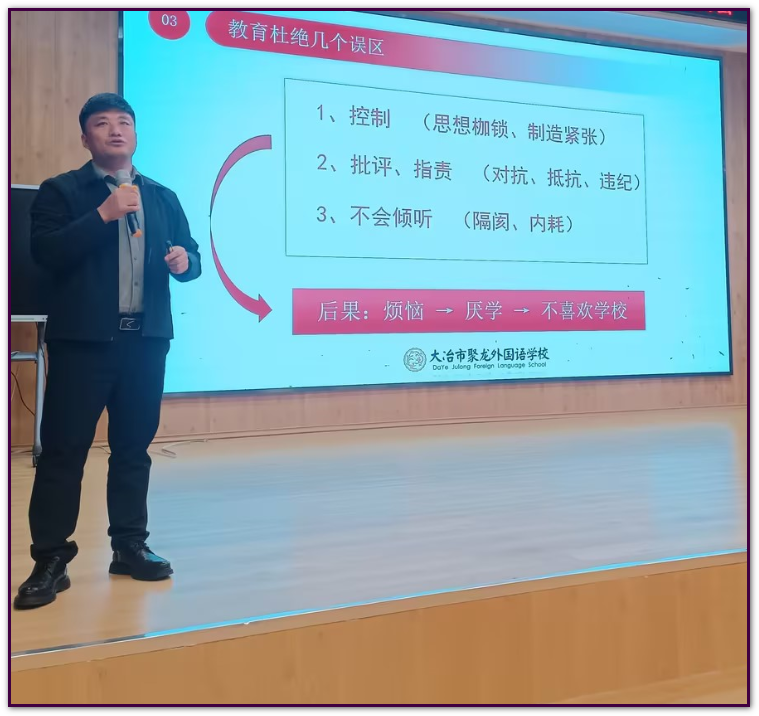 03
教育杜绝几个误区
1、控制 （思想枷锁、制造紧张）
2、批评、指责 （对抗、抵抗、违纪）
3、不会倾听 （隔阂、内耗）
后果：烦恼 → 厌学 → 不喜欢学校
大冶市聚龙外国语学校
DaYe Julong Foreign Language School